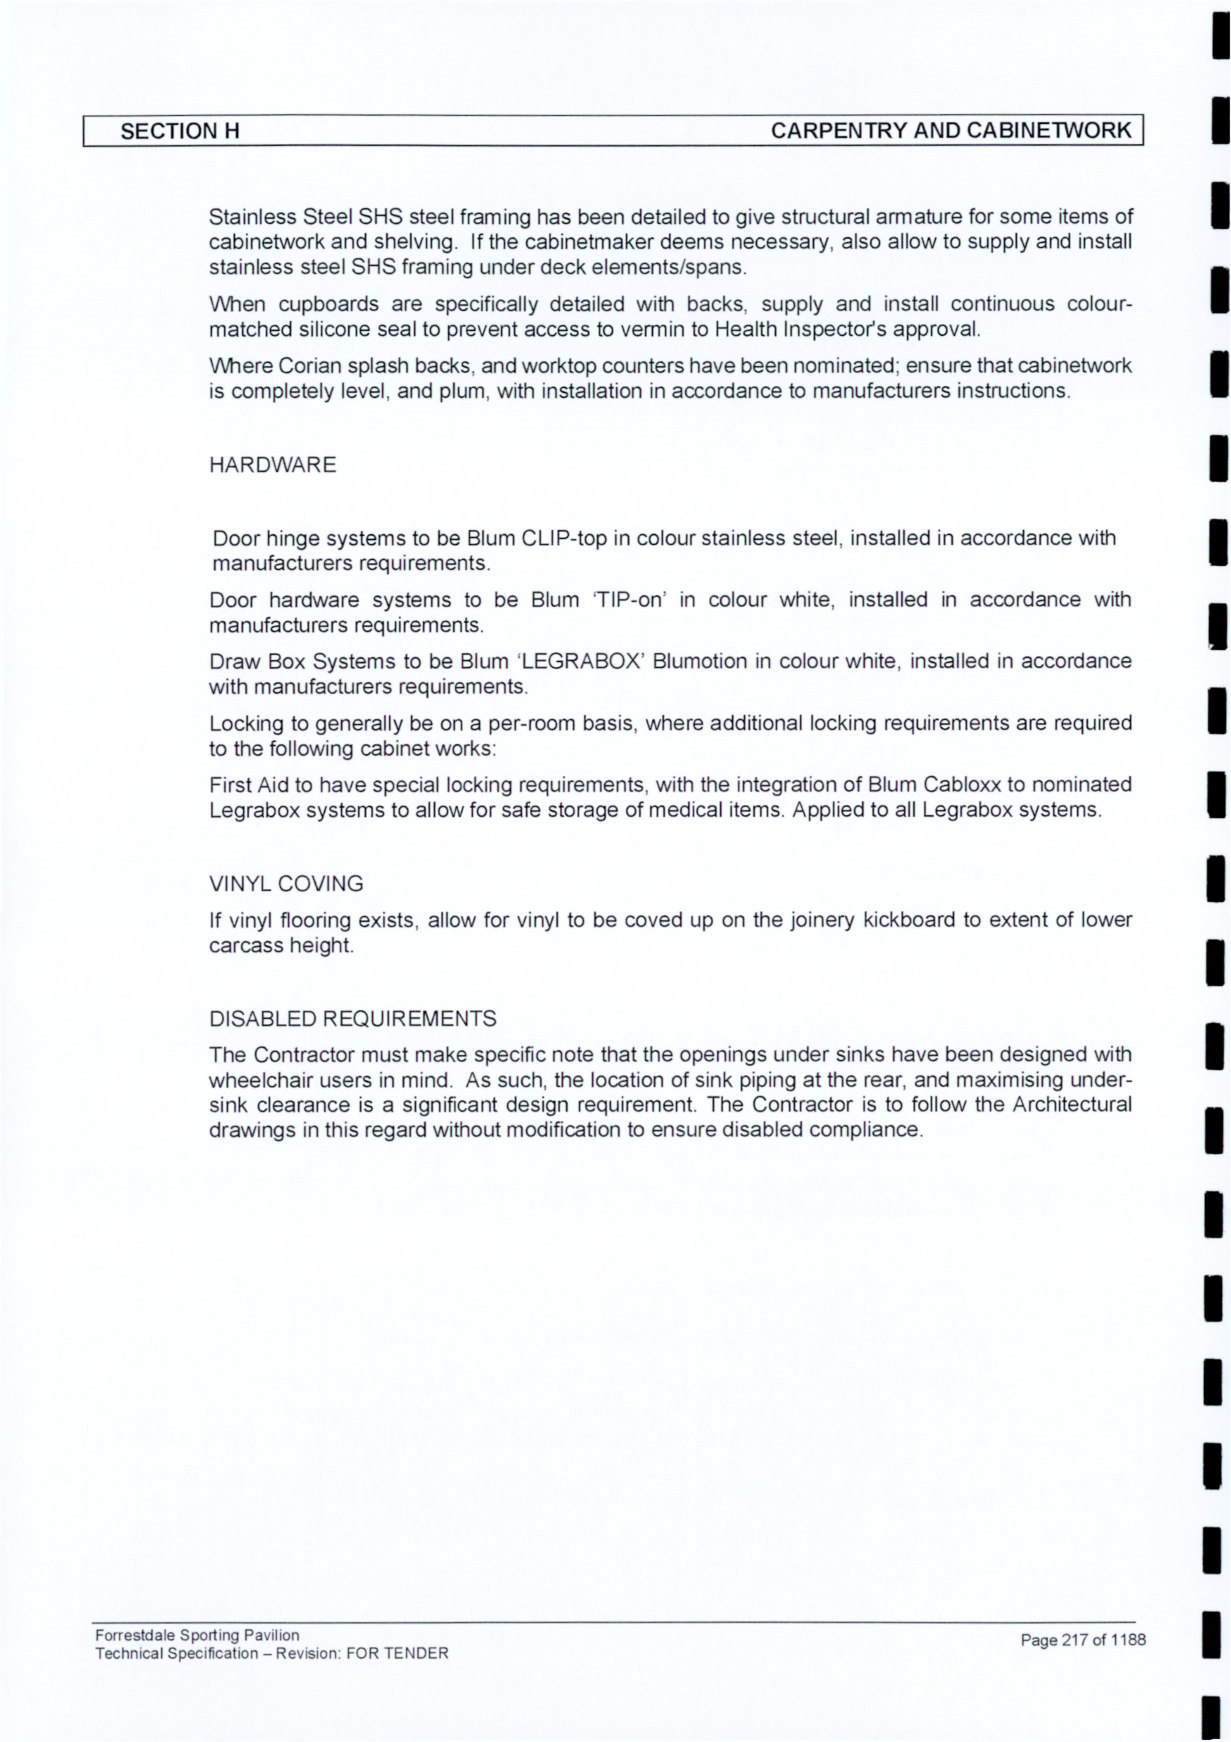 SECTION H CARPENTRY AND CABINETWORK
Stainless Steel SHS steel framing has been detailed to give structural armature for some items of
cabinetwork and shelving. If the cabinetmaker deems necessary, also allow to supply and install
stainless steel SHS framing under deck elements/spans.
When cupboards are specifically detailed with backs, supply and install continuous colour-
matched silicone seal to prevent access to vermin to Health Inspector's approval.
Where Corian splash backs, and worktop counters have been nominated; ensure that cabinetwork
is completely level, and plum, with installation in accordance to manufacturers instructions.
HARDWARE
Door hinge systems to be Blum CLIP-top in colour stainless steel, installed in accordance with
manufacturers requirements.
Door hardware systems to be Blum ‘TIP-on’ in colour white, installed in accordance with
manufacturers requirements.
Draw Box Systems to be Blum ‘LEGRABOX’ Blumotion in colour white, installed in accordance
with manufacturers requirements.
Locking to generally be on a per-room basis, where additional locking requirements are required
to the following cabinet works:
First Aid to have special locking requirements, with the integration of Blum Cabloxx to nominated
Legrabox systems to allow for safe storage of medical items. Applied to all Legrabox systems.
VINYL COVING
If vinyl flooring exists, allow for vinyl to be coved up on the joinery kickboard to extent of lower
carcass height.
DISABLED REQUIREMENTS
The Contractor must make specific note that the openings under sinks have been designed with
wheelchair users in mind. As such, the location of sink piping at the rear, and maximising under-
sink clearance is a significant design requirement. The Contractor is to follow the Architectural
drawings in this regard without modification to ensure disabled compliance.
Forrestdale Sporting Pavilion
Technical Specification – Revision: FOR TENDER
Page 217 of 1188